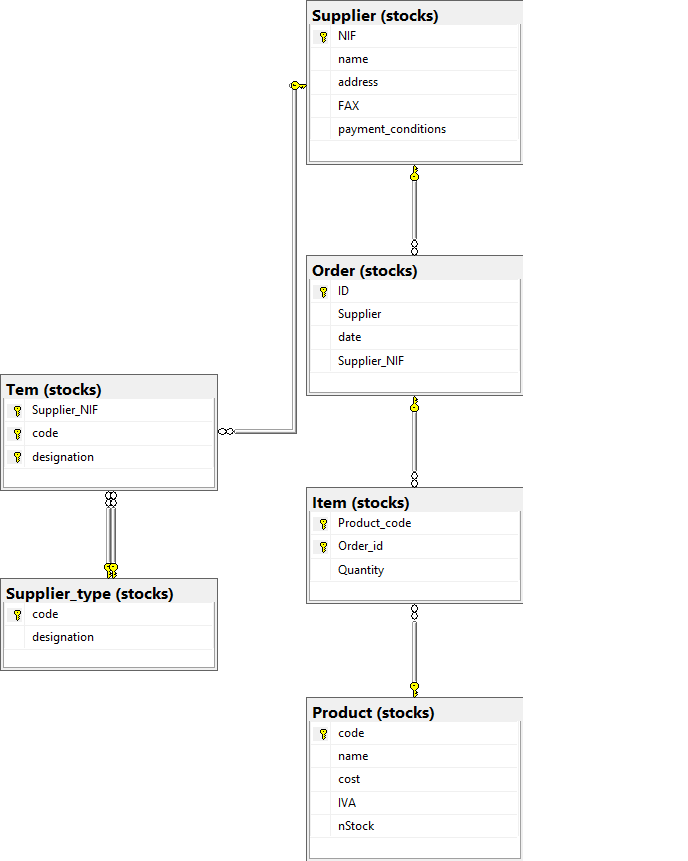 Supplier (stocks)
NIF
name
address
FAX
payment_conditions
Order (stocks)
ID
Supplier
date
Supplier_NIF
Tem (stocks)
Supplier_NIF
code
designation
Item (stocks)
Product_code
Order_id
Quantity
Supplier_type (stocks)
code
designation
Product (stocks)
code
name
cost
IVA
nStock